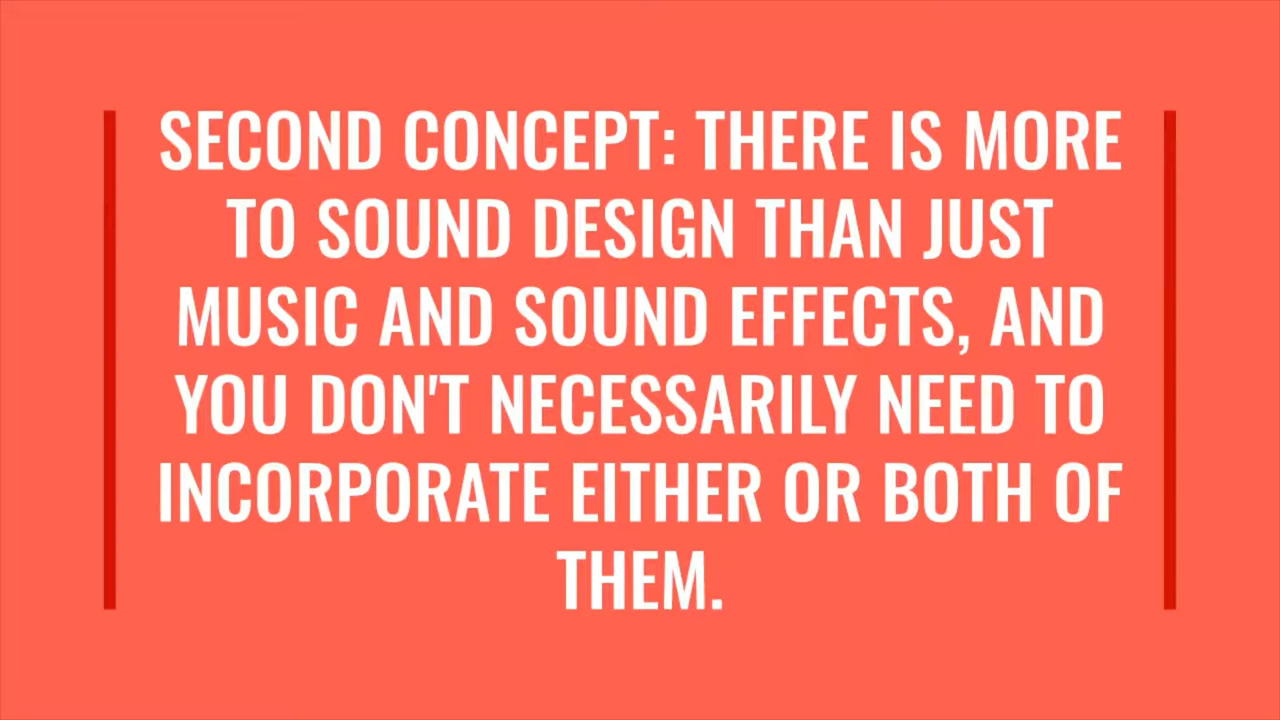 SECOND CONCEPT: THERE IS MORE
TO SOUND DESIGN THAN JUST
MUSIC AND SOUND EFFECTS, AND
YOU DON'T NECESSARILY NEED TO
INCORPORATE EITHER OR BOTH OF
THEM.